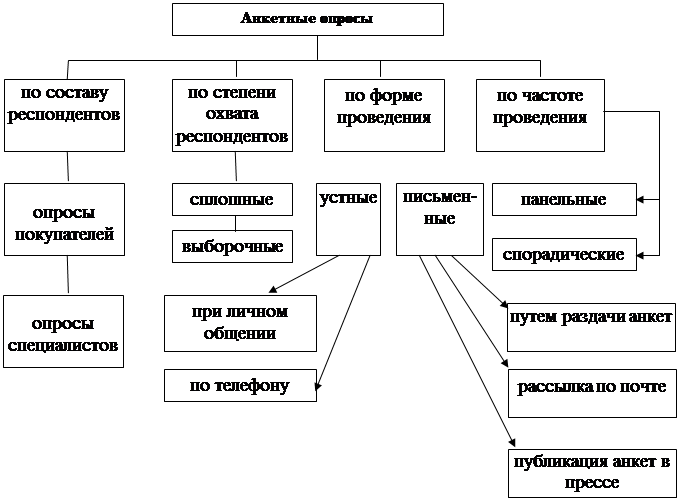 Анкетные опросы
по составу
респондентов
по степени
охвата
респондентов
по форме
проведения
по частоте
проведения
опросы
покупателей
сплошные
выборочные
устные
письмен-
ные
панельные
спорадические
опросы
специалистов
при личном
общении
по телефону
путем раздачи анкет
рассылка по почте
публикация анкет в
прессе